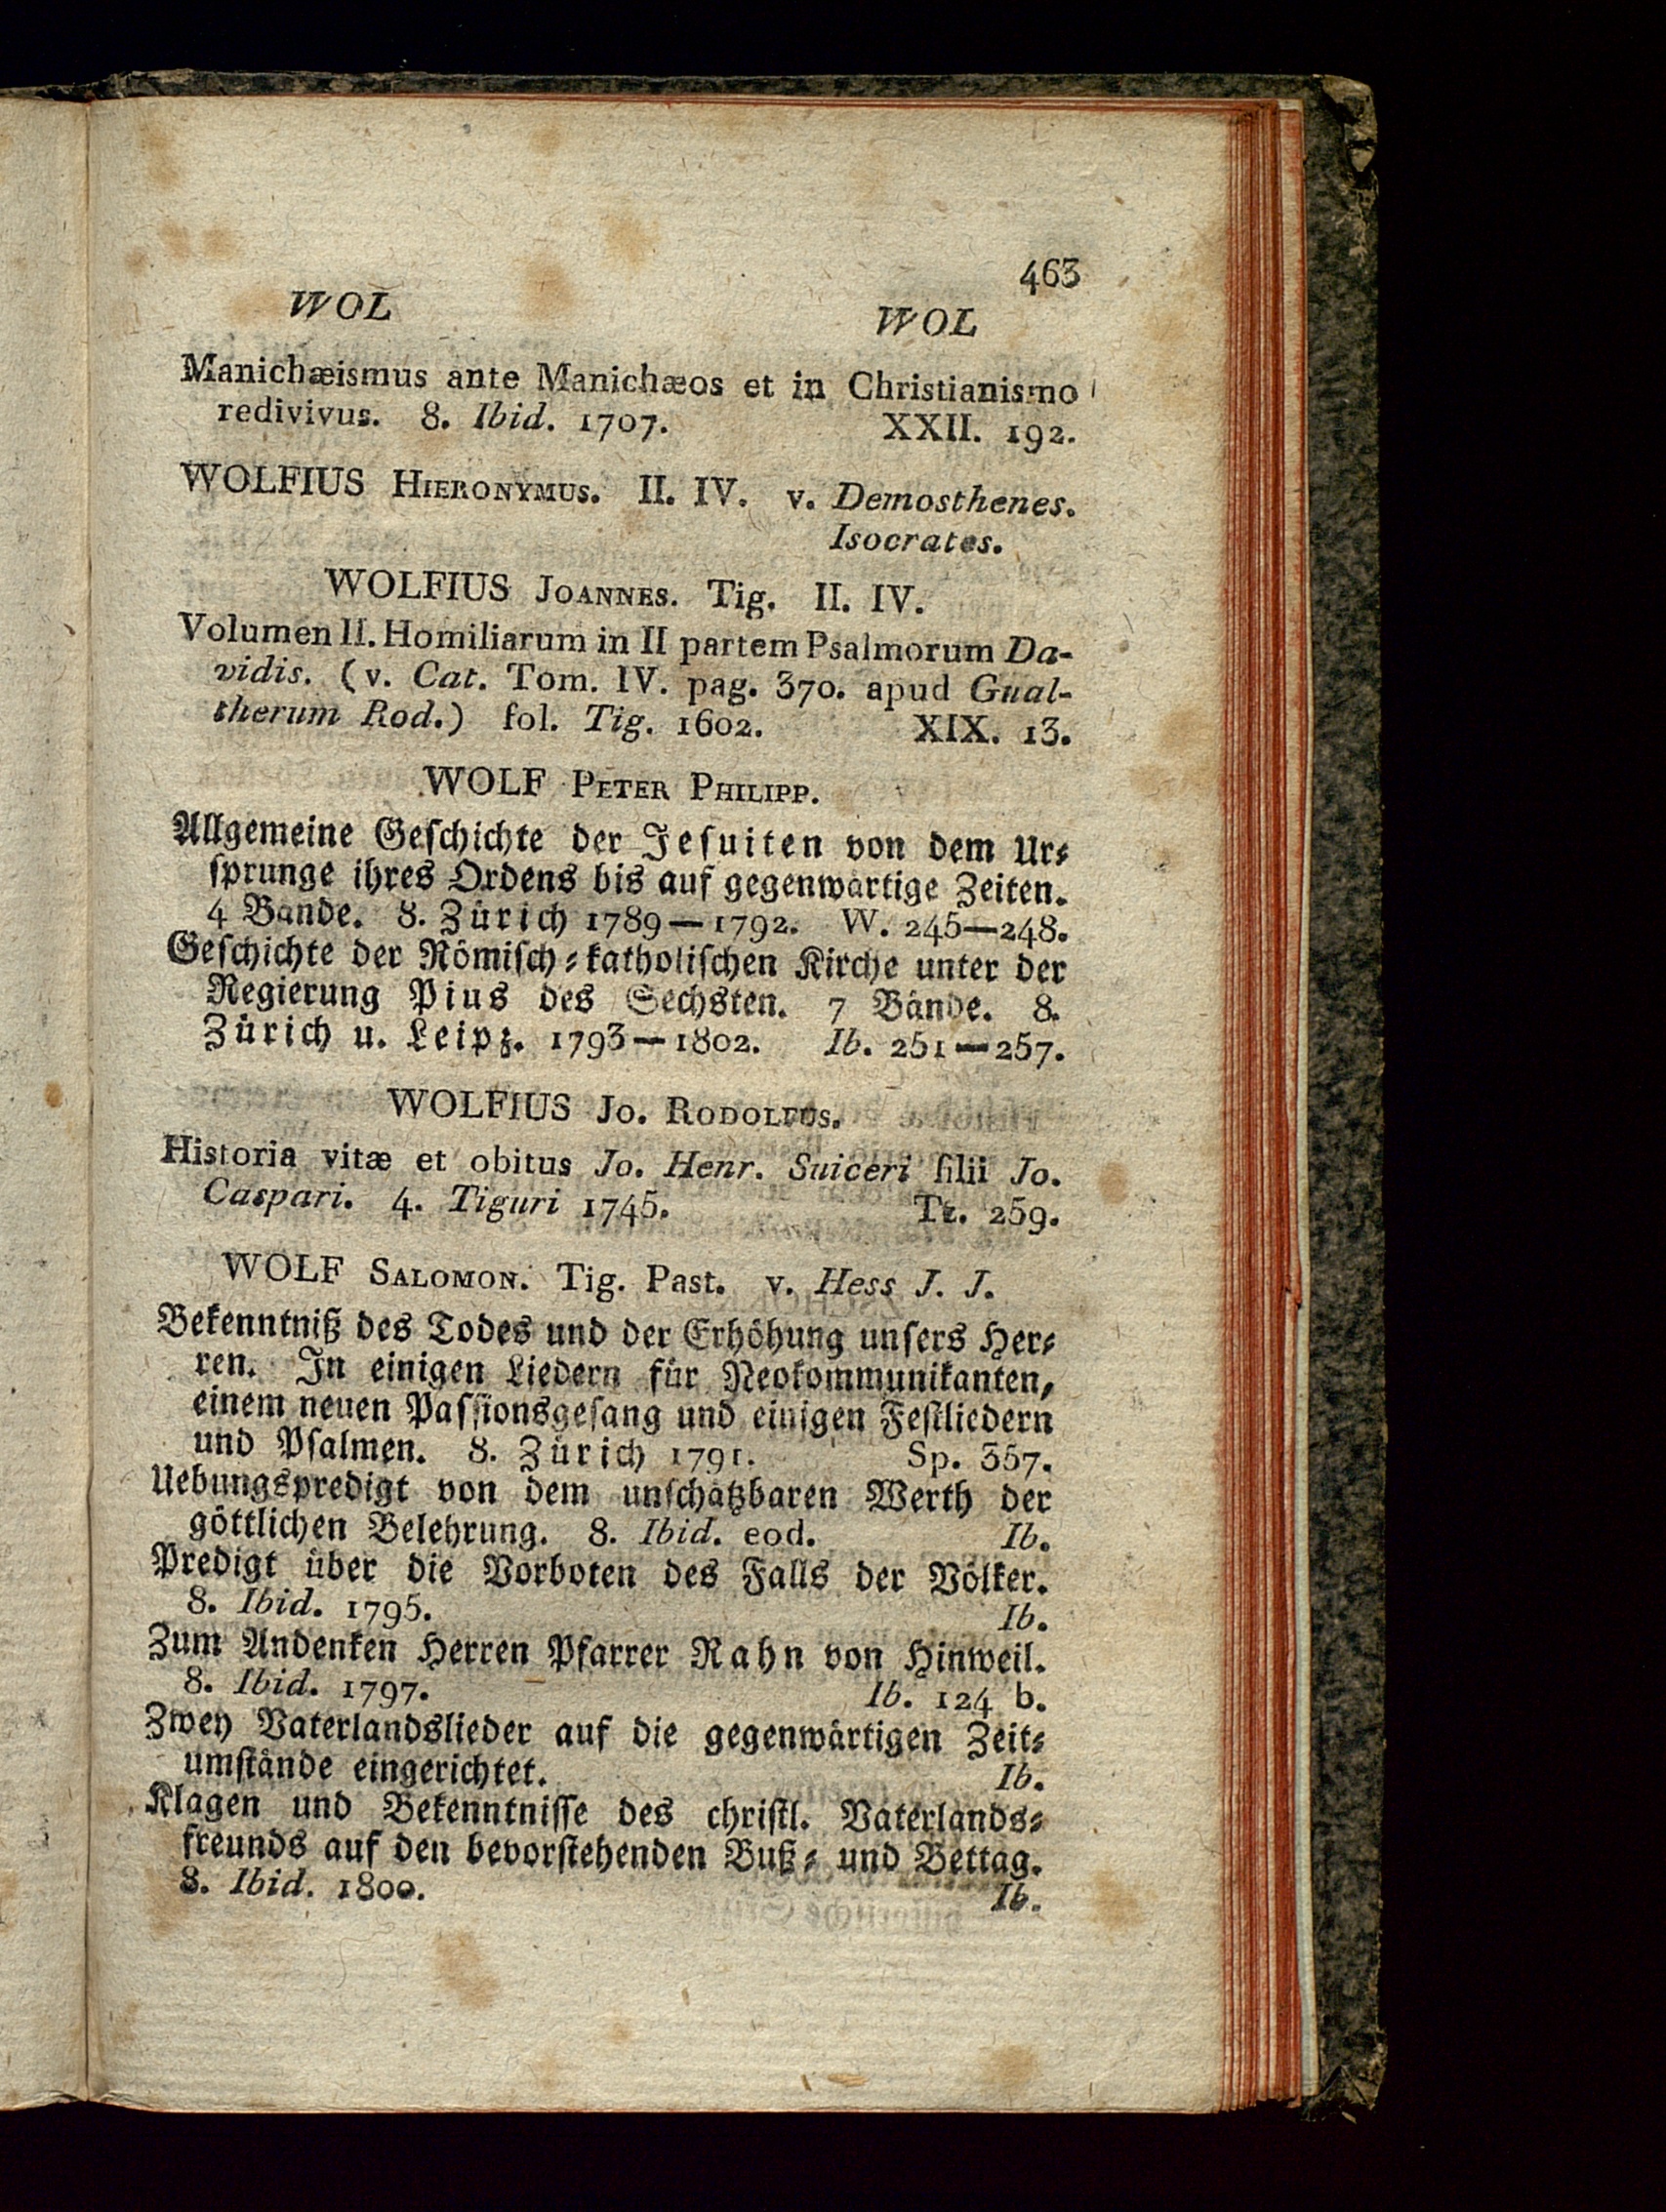 463
WOL WOL
Manichæismus ante Manichæos et in Christianismo
redivivus. 8. Ibid. 1707. XXII. 192.
WOLFIUS HIERONYMUS. II. IV. v. Demosthenes.
Isocrates.
WOLFIUS JOANNES. Tig. II. IV.
Volumen II. Homiliarum in II partem Psalmorum Da-
vidis. (v. Cat. Tom. IV. pag. 370. apud Gual-
therum Rod.) fol. Tig. 1602. XIX. 13.
WOLF PETER PHILIPP.
Allgemeine Geschichte der Jesuiten von dem Ur-
sprunge ihres Ordens bis auf gegenwärtige Zeiten.
4 Bände. 8. Zürich 1789—1792. W. 245—248.
Geschichte der Römisch-katholischen Kirche unter der
Regierung Pius des Sechsten. 7 Bände. 8.
Zürich u. Leipz. 1793—1802. Ib. 251—257.
WOLFIUS JO. RODOLFUS.
Historia vitæ et obitus Jo. Henr. Suiceri filii Jo.
Caspari. 4. Tiguri 1745. Tz. 259.
WOLF SALOMON. Tig. Past. v. Hess J. J.
Bekenntniß des Todes und der Erhöhung unsers Her-
ren. In einigen Liedern für Neokommunikanten,
einem neuen Passionsgesang und einigen Festliedern
und Psalmen. 8. Zürich 1791. Sp. 357.
Uebungspredigt von dem unschätzbaren Werth der
göttlichen Belehrung. 8. Ibid. eod. Ib.
Predigt über die Vorboten des Falls der Völker.
8. Ibid. 1795. Ib.
Zum Andenken Herren Pfarrer Rahn von Hinweil.
8. Ibid. 1797. Ib. 124 b.
Zwey Vaterlandslieder auf die gegenwärtigen Zeit-
umstände eingerichtet. Ib.
Klagen und Bekenntnisse des christl. Vaterlands-
freunds auf den bevorstehenden Buß- und Bettag.
8. Ibid. 1800. Ib.